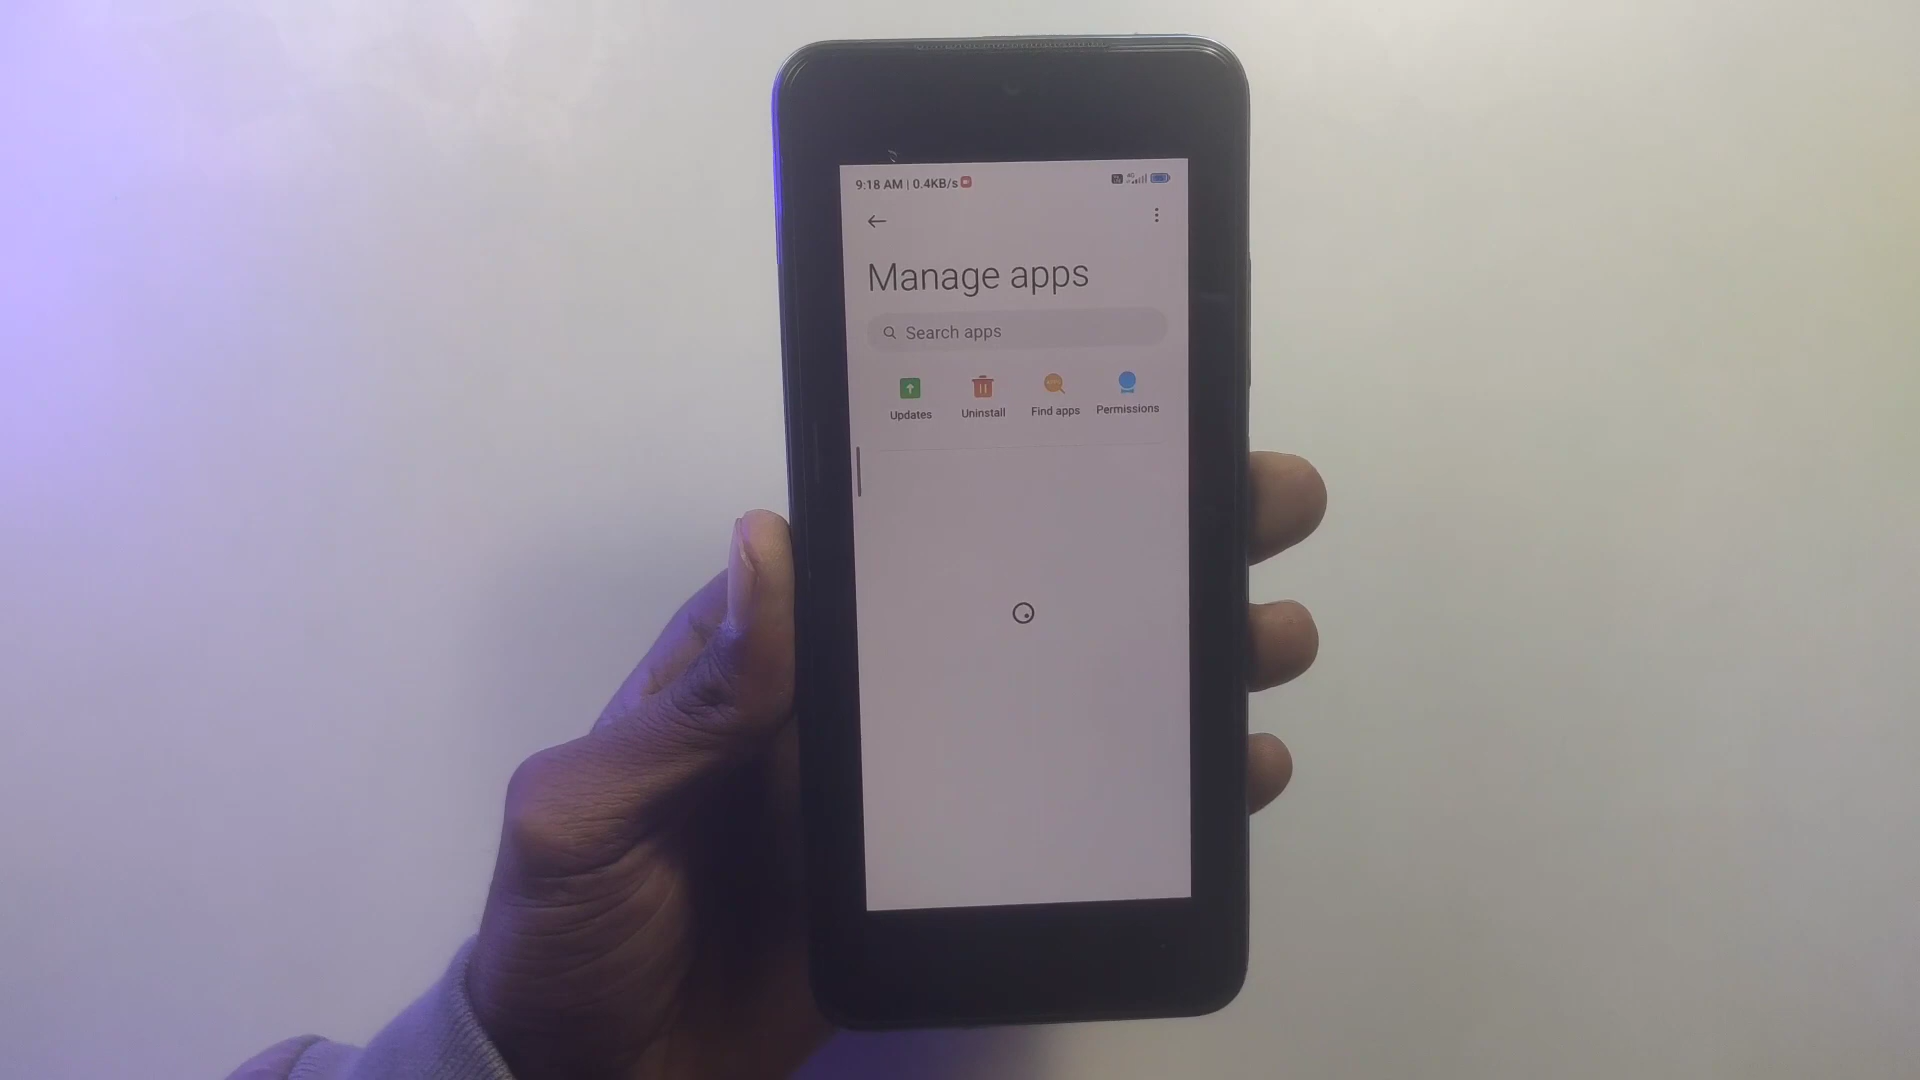 9:18 AM | 0.4KB/s
Manage apps
Search apps
Updates
Uninstall
Find apps
Permissions